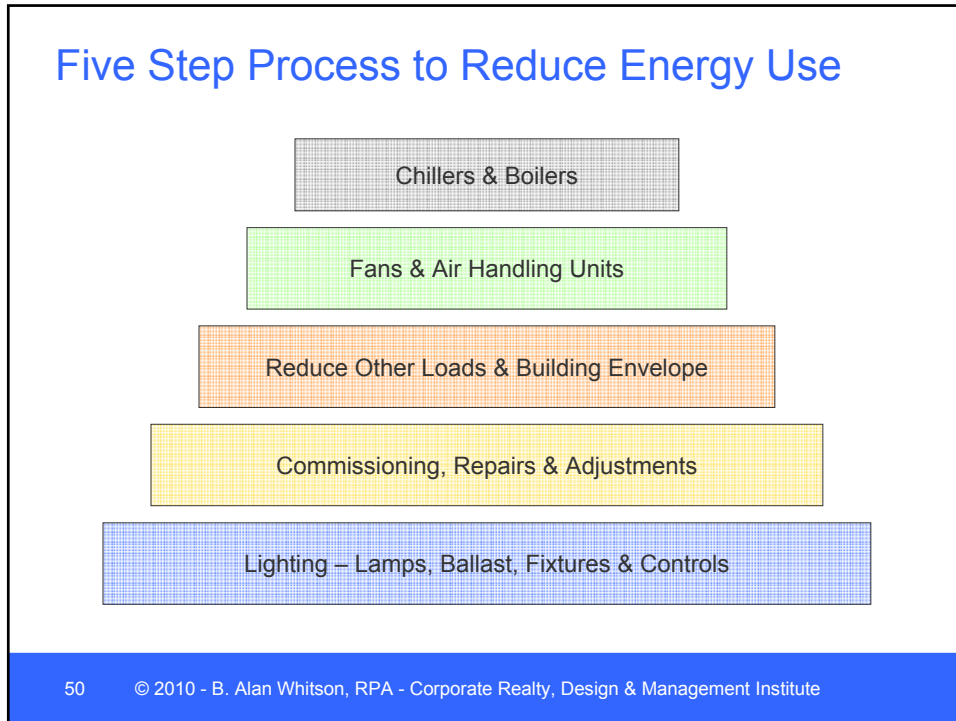 Five Step Process to Reduce Energy Use
Chillers & Boilers
Fans & Air Handling Units
Reduce Other Loads & Building Envelope
Commissioning, Repairs & Adjustments
Lighting – Lamps, Ballast, Fixtures & Controls
50 © 2010 - B. Alan Whitson, RPA - Corporate Realty, Design & Management Institute